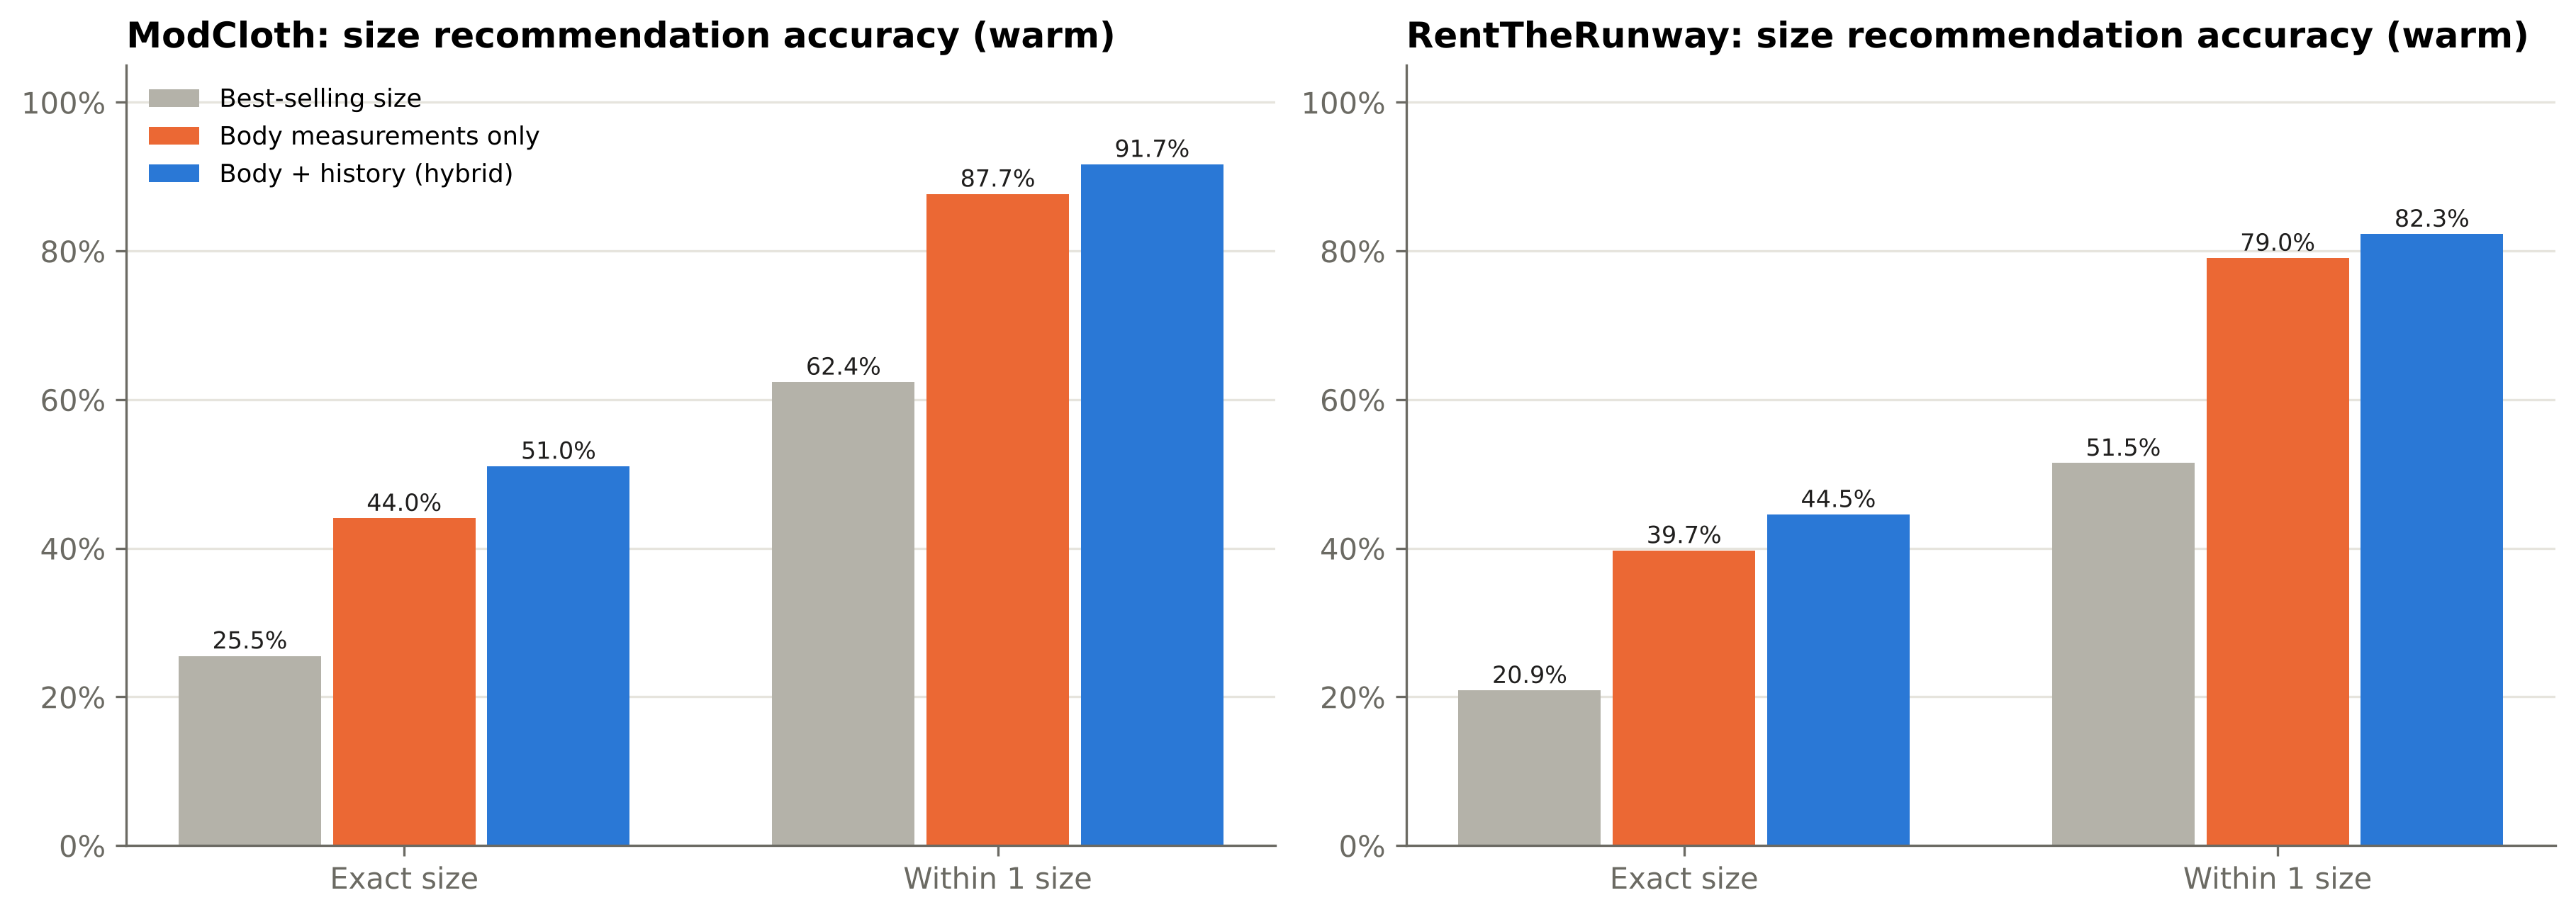 ModCloth: size recommendation accuracy (warm)
100%
80%
60%
40%
20%
0%
Best-selling size
Body measurements only
Body + history (hybrid)
25.5%
44.0%
51.0%
62.4%
87.7%
91.7%
Exact size
Within 1 size
RentTheRunway: size recommendation accuracy (warm)
100%
80%
60%
40%
20%
0%
20.9%
39.7%
44.5%
51.5%
79.0%
82.3%
Exact size
Within 1 size